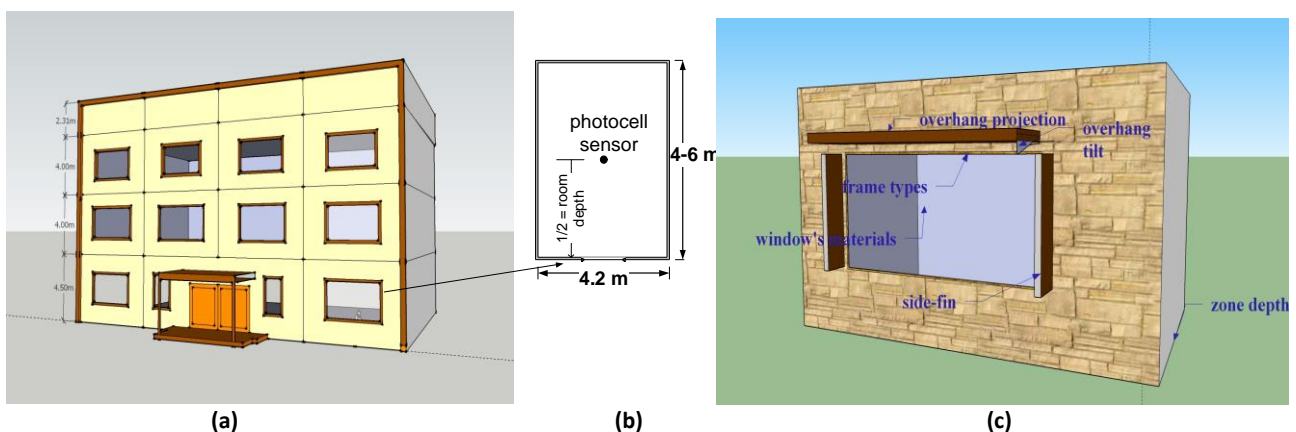 2.31m
4.00m
4.00m
4.50m
(a)
photocell
sensor
1/2 = room
depth
4-6 m
4.2 m
(b)
overhang projection
overhang
tilt
frame types
window's materials
side-fin
zone depth
(c)